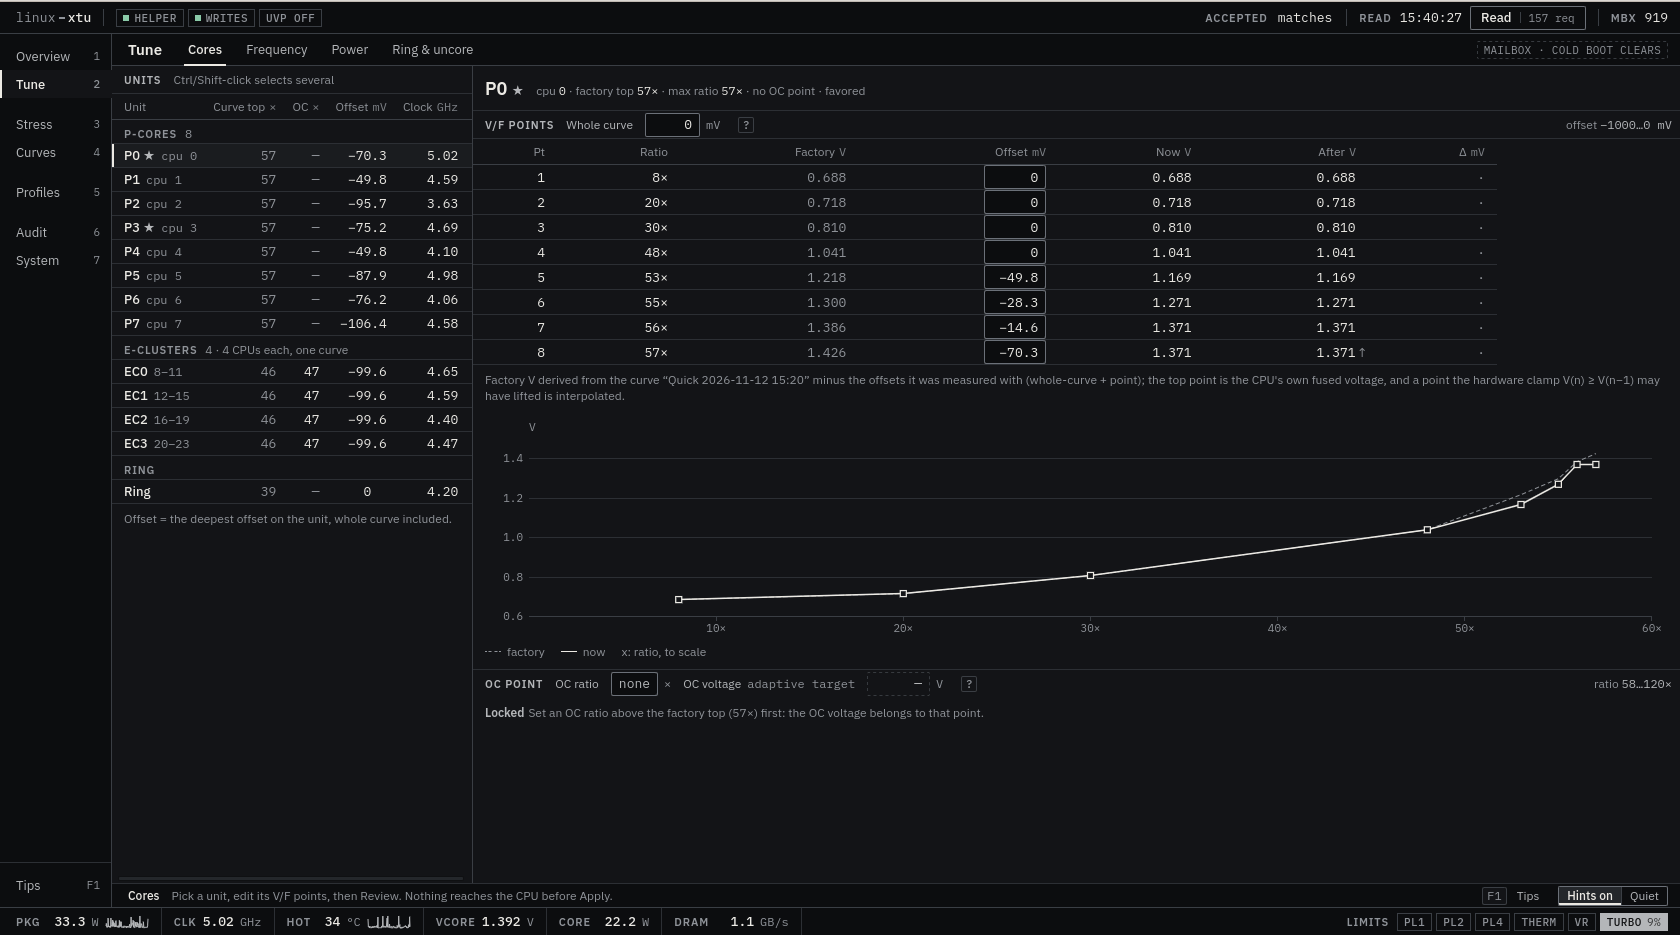 linux-xtu HELPER WRITES UVP OFF ACCEPTED matches READ 15:40:27 Read 157 req MBX 919
Overview 1
Tune 2
Stress 3
Curves 4
Profiles 5
Audit 6
System 7
Tips F1
Tune Cores Frequency Power Ring & uncore MAILBOX · COLD BOOT CLEARS
UNITS Ctrl/Shift-click selects several
Unit Curve top × OC × Offset mV Clock GHz
P-CORES 8
P0 ★ cpu 0 57 — −70.3 5.02
P1 cpu 1 57 — −49.8 4.59
P2 cpu 2 57 — −95.7 3.63
P3 ★ cpu 3 57 — −75.2 4.69
P4 cpu 4 57 — −49.8 4.10
P5 cpu 5 57 — −87.9 4.98
P6 cpu 6 57 — −76.2 4.06
P7 cpu 7 57 — −106.4 4.58
E-CLUSTERS 4 · 4 CPUs each, one curve
EC0 8–11 46 47 −99.6 4.65
EC1 12–15 46 47 −99.6 4.59
EC2 16–19 46 47 −99.6 4.40
EC3 20–23 46 47 −99.6 4.47
RING
Ring 39 — 0 4.20
Offset = the deepest offset on the unit, whole curve included.
P0 ★ cpu 0 · factory top 57× · max ratio 57× · no OC point · favored
V/F POINTS Whole curve 0 mV ? offset −1000…0 mV
Pt Ratio Factory V Offset mV Now V After V Δ mV
1 8× 0.688 0 0.688 0.688 ·
2 20× 0.718 0 0.718 0.718 ·
3 30× 0.810 0 0.810 0.810 ·
4 48× 1.041 0 1.041 1.041 ·
5 53× 1.218 −49.8 1.169 1.169 ·
6 55× 1.300 −28.3 1.271 1.271 ·
7 56× 1.386 −14.6 1.371 1.371 ·
8 57× 1.426 −70.3 1.371 1.371↑ ·
Factory V derived from the curve “Quick 2026-11-12 15:20” minus the offsets it was measured with (whole-curve + point); the top point is the CPU's own fused voltage, and a point the hardware clamp V(n) ≥ V(n−1) may
have lifted is interpolated.
V
1.4
1.2
1.0
0.8
0.6
10× 20× 30× 40× 50× 60×
factory now x: ratio, to scale
OC POINT OC ratio none × OC voltage adaptive target — V ? ratio 58…120×
Locked Set an OC ratio above the factory top (57×) first: the OC voltage belongs to that point.
Cores Pick a unit, edit its V/F points, then Review. Nothing reaches the CPU before Apply. F1 Tips Hints on Quiet
PKG 33.3 W CLK 5.02 GHz HOT 34 °C VCORE 1.392 V CORE 22.2 W DRAM 1.1 GB/s LIMITS PL1 PL2 PL4 THERM VR TURBO 9%